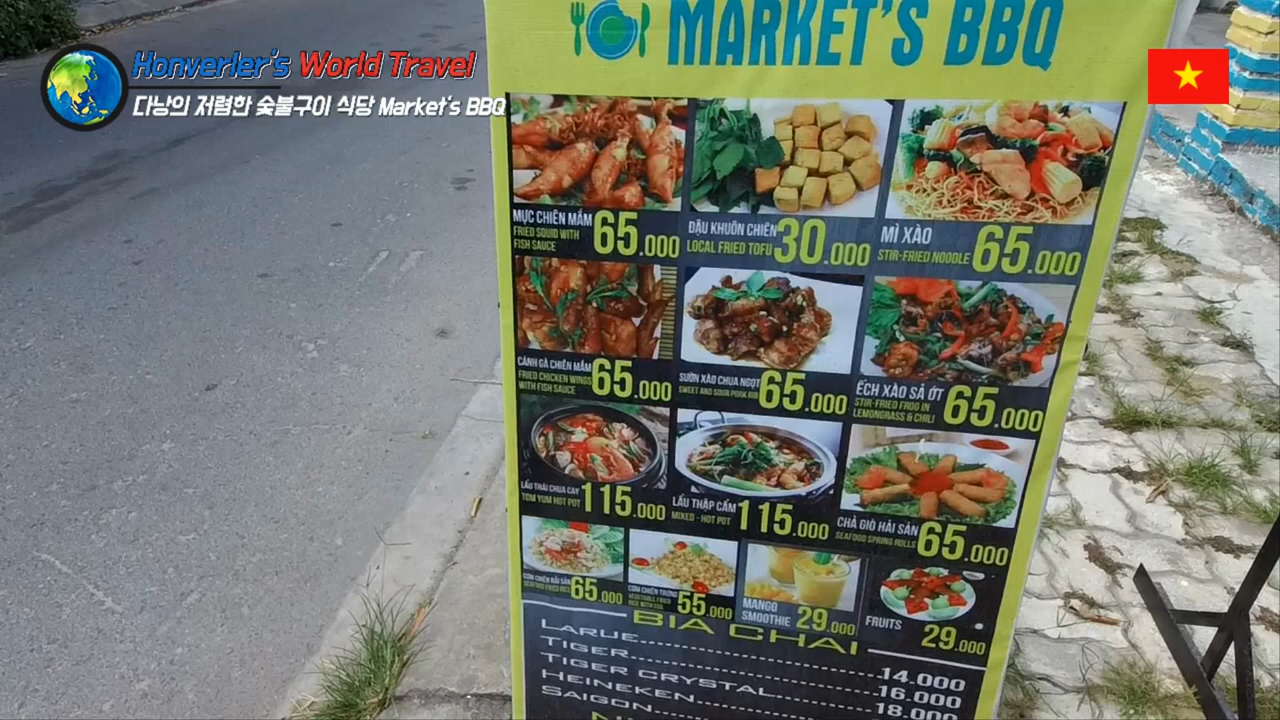 Honverler's World Travel
다낭의 저렴한 숯불구이 식당 Market's BBQ
MARKET'S BBQ
MỰC CHIÊN MẮM
FRIED SQUID WITH
FISH SAUCE
65.000
ĐẬU KHUÔN CHIÊN
LOCAL FRIED TOFU
30.000
MÌ XÀO
STIR-FRIED NOODLE
65.000
CÁNH GÀ CHIÊN MẮM
FRIED CHICKEN WINGS
WITH FISH SAUCE
65.000
SƯỜN XÀO CHUA NGỌT
SWEET AND SOUR PORK RIB
65.000
ẾCH XÀO SẢ ỚT
STIR-FRIED FROG IN
LEMONGRASS & CHILI
65.000
LẨU THÁI CHUA CAY
TOM YUM HOT POT
115.000
LẨU THẬP CẨM
MIXED - HOT POT
115.000
CHẢ GIÒ HẢI SẢN
SEAFOOD SPRING ROLLS
65.000
CƠM CHIÊN HẢI SẢN
SEAFOOD FRIED RICE
65.000
CƠM CHIÊN TRỨNG
VEGETABLE FRIED
RICE WITH EGG
55.000
MANGO
SMOOTHIE
29.000
FRUITS
29.000
BIA CHAI
LARUE 14.000
TIGER 16.000
TIGER CRYSTAL 18.000
HEINEKEN
SAIGON